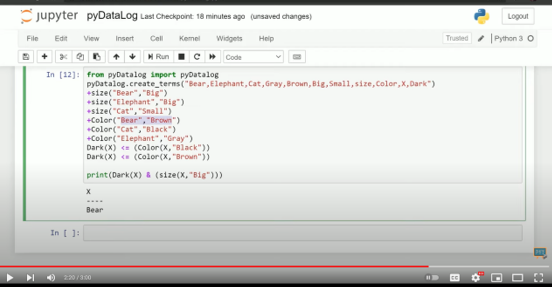 jupyter pyDataLog Last Checkpoint: 18 minutes ago (unsaved changes)
Logout
File Edit View Insert Cell Kernel Widgets Help
Trusted
Python 3
Run
Code
In [12]:
from pyDatalog import pyDatalog
pyDatalog.create_terms("Bear,Elephant,Cat,Gray,Brown,Big,Small,size,Color,X,Dark")
+size("Bear","Big")
+size("Elephant","Big")
+size("Cat","Small")
+Color("Bear","Brown")
+Color("Cat","Black")
+Color("Elephant","Gray")
Dark(X) <= (Color(X,"Black"))
Dark(X) <= (Color(X,"Brown"))
print(Dark(X) & (size(X,"Big")))
X
----
Bear
In [ ]:
2:20 / 3:00